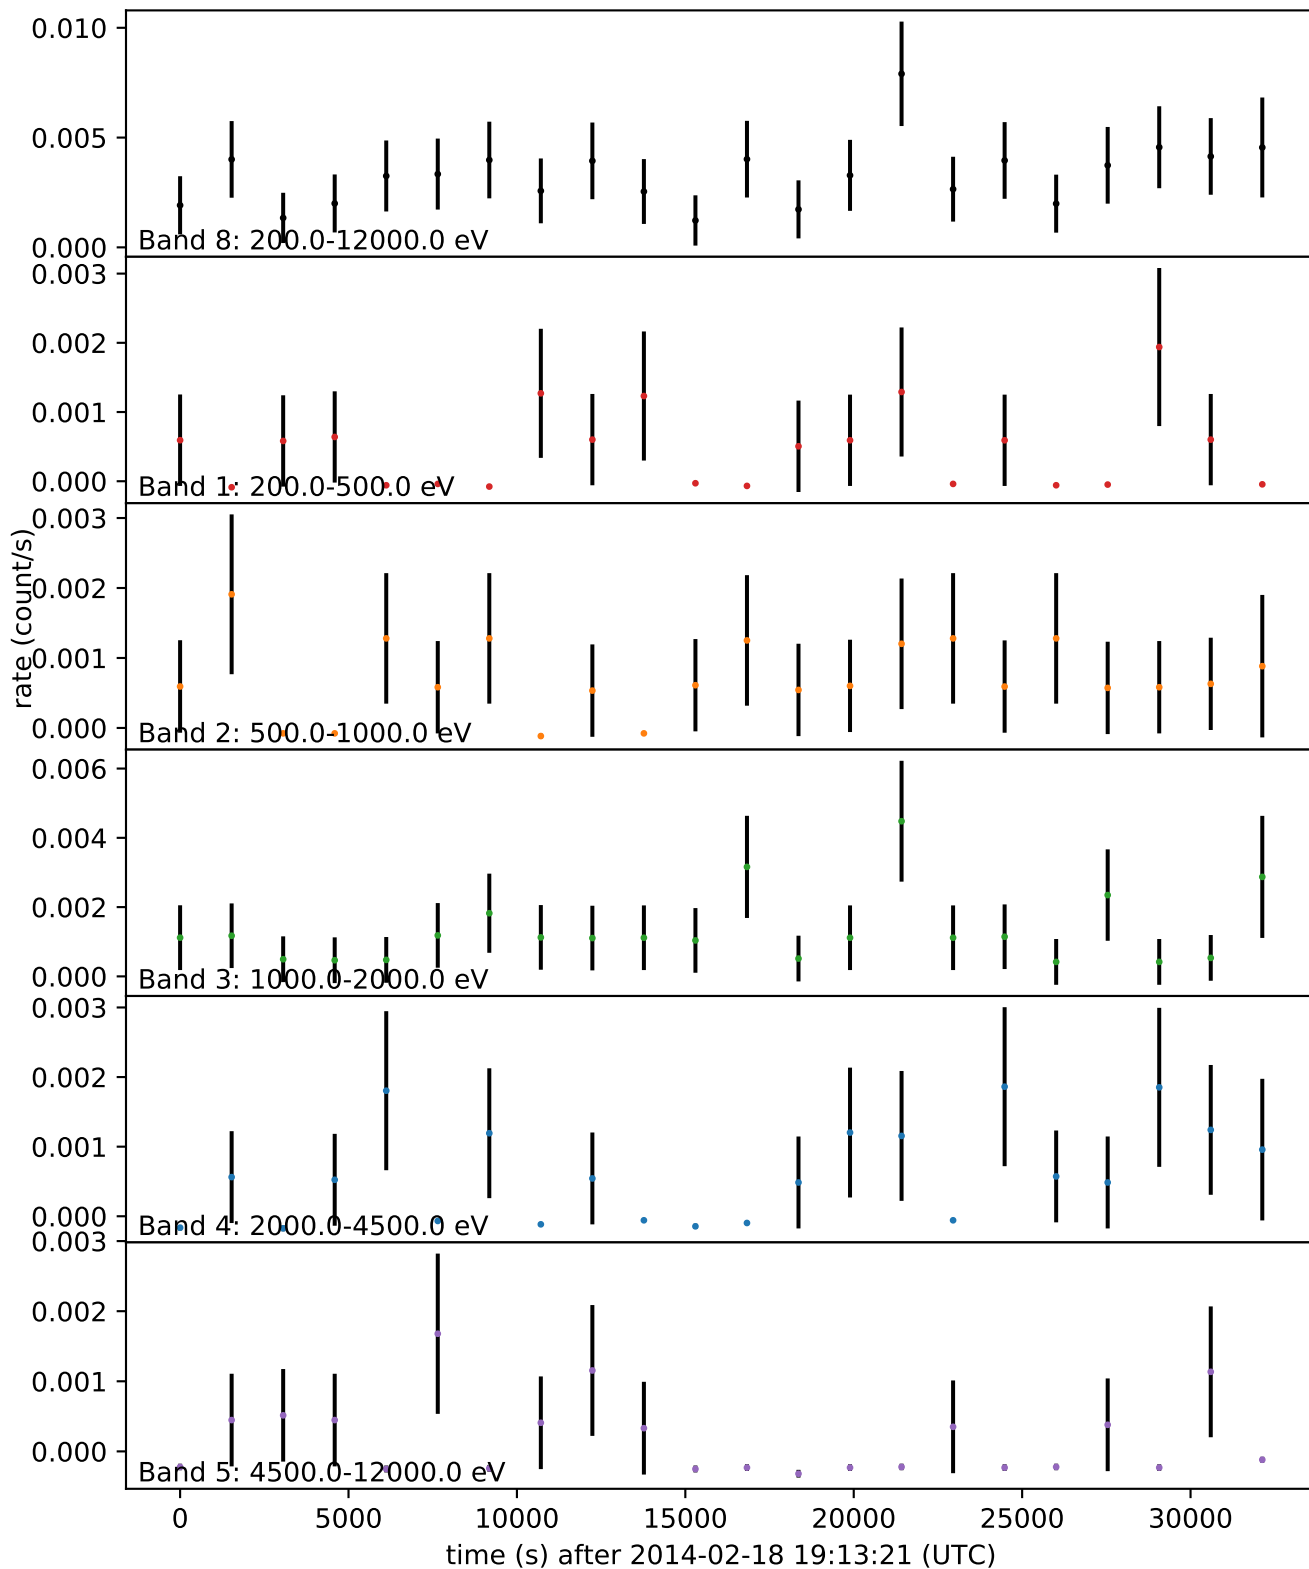 0.010
0.005
0.000
Band 8: 200.0-12000.0 eV
0.003
0.002
0.001
0.000
Band 1: 200.0-500.0 eV
0.003
0.002
0.001
0.000
Band 2: 500.0-1000.0 eV
rate (count/s)
0.006
0.004
0.002
0.000
Band 3: 1000.0-2000.0 eV
0.003
0.002
0.001
0.000
Band 4: 2000.0-4500.0 eV
0.003
0.002
0.001
0.000
Band 5: 4500.0-12000.0 eV
0 5000 10000 15000 20000 25000 30000
time (s) after 2014-02-18 19:13:21 (UTC)